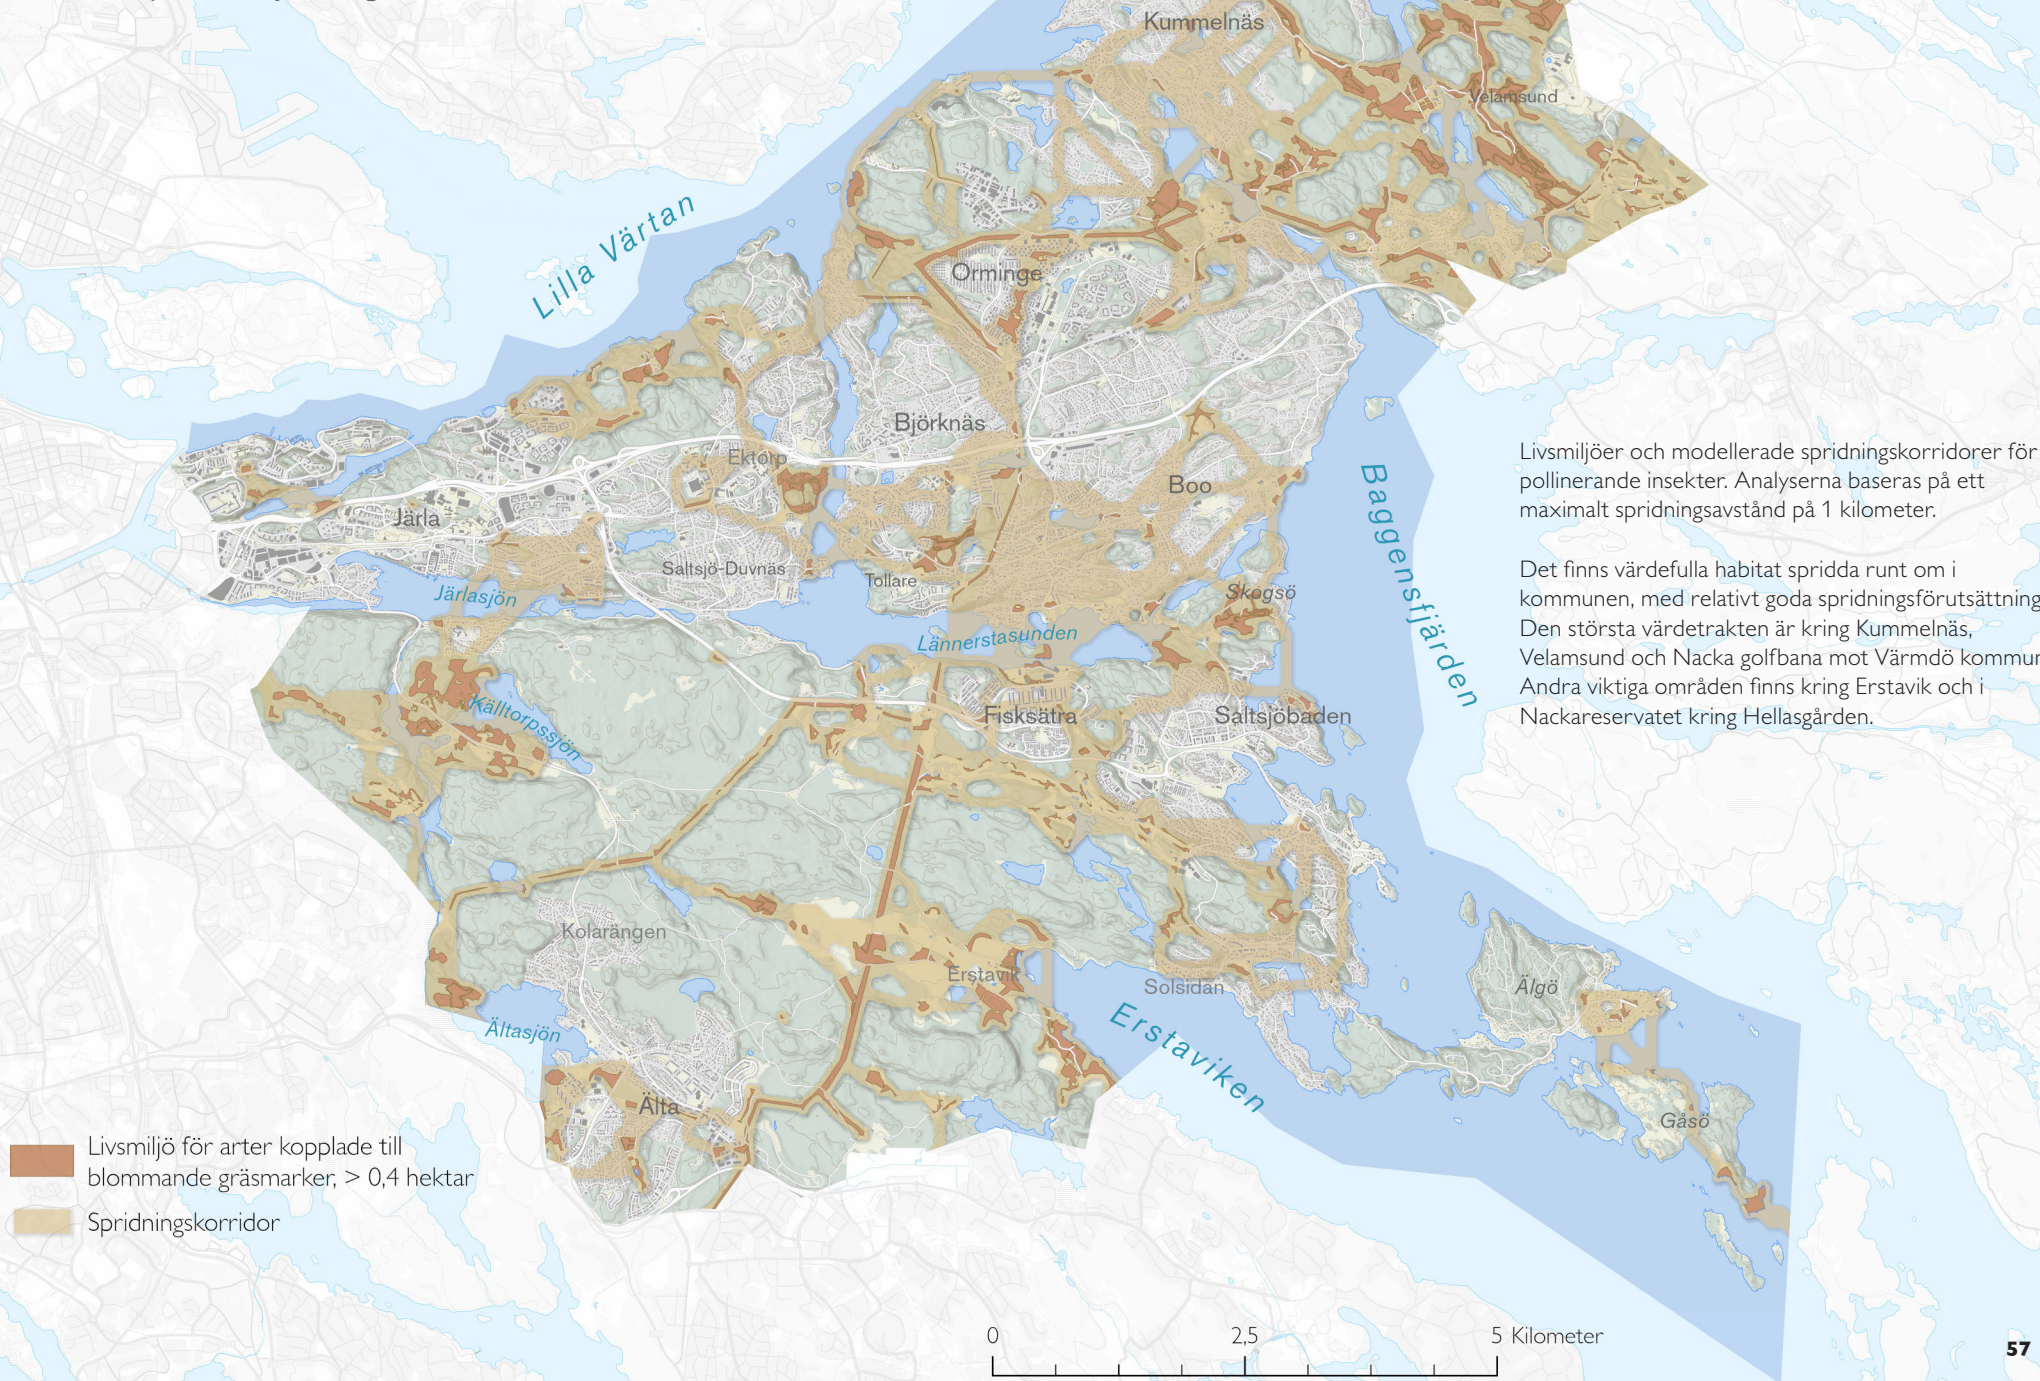 Kummelnäs
Velamsund
Lilla Värtan
Orminge
Björknäs
Ektorp
Boo
Järla
Baggensfjärden
Livsmiljöer och modellerade spridningskorridorer för
pollinerande insekter. Analyserna baseras på ett
maximalt spridningsavstånd på 1 kilometer.
Det finns värdefulla habitat spridda runt om i
kommunen, med relativt goda spridningsförutsättning
Den största värdetrakten är kring Kummelnäs,
Velamsund och Nacka golfbana mot Värmdö kommun
Andra viktiga områden finns kring Erstavik och i
Nackareservatet kring Hellasgården.
Saltsjö-Duvnäs
Tollare
Järlasjön
Skogsö
Lännerstasunden
Källtorpssjön
Fisksätra
Saltsjöbaden
Kolarängen
Erstavik
Solsidan
Älgö
Ältasjön
Erstaviken
Älta
Gåsö
Livsmiljö för arter kopplade till
blommande gräsmarker, > 0,4 hektar
Spridningskorridor
0 2,5 5 Kilometer
57